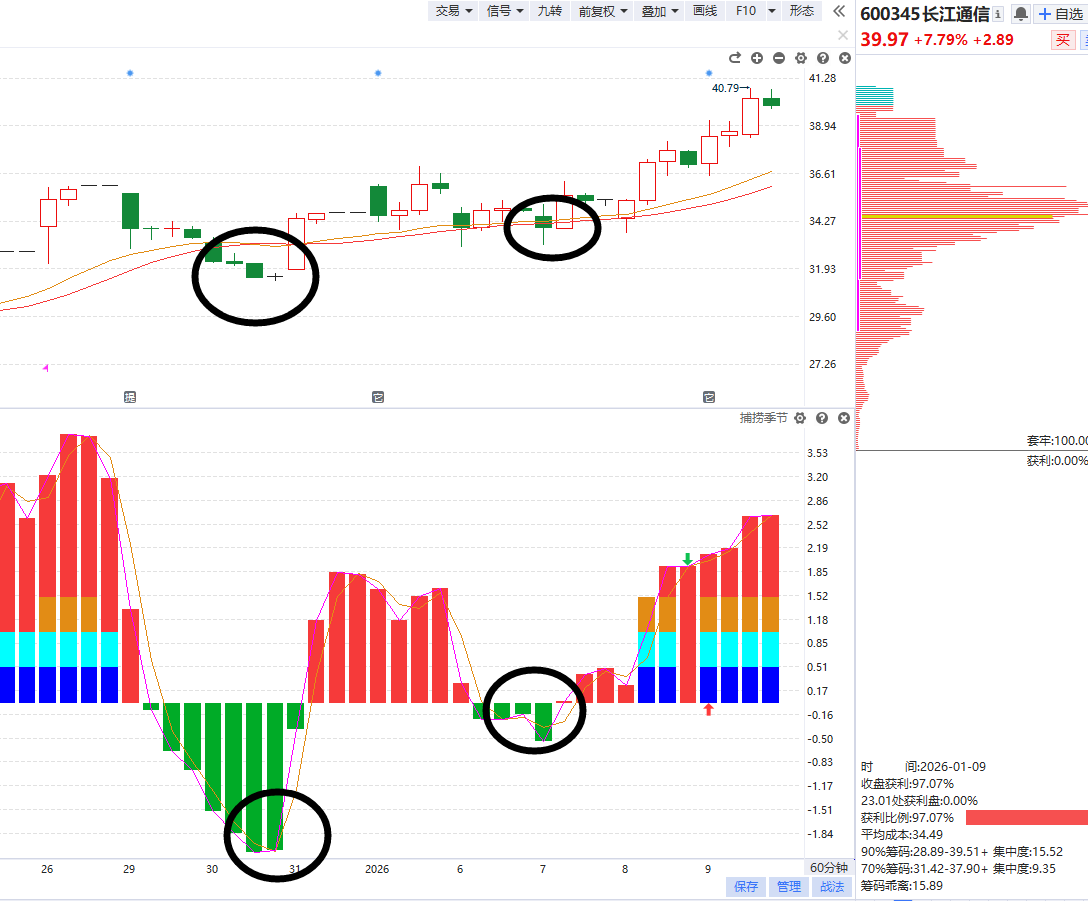 交易 信号 九转 前复权 叠加 画线 F10 形态
600345长江通信 自选
39.97 +7.79% +2.89 买
41.28
40.79
38.94
36.61
34.27
31.93
29.60
27.26
提 它 它
捕捞季节
套牢:100.00
获利:0.00%
3.53
3.20
2.86
2.52
2.19
1.85
1.52
1.18
0.85
0.51
0.17
-0.16
-0.50
-0.83
-1.17
-1.51
-1.84
26 29 30 31 2026 6 7 8 9 60分钟
保存 管理 战法
时 间:2026-01-09
收盘获利:97.07%
23.01处获利盘:0.00%
获利比例:97.07%
平均成本:34.49
90%筹码:28.89-39.51+ 集中度:15.52
70%筹码:31.42-37.90+ 集中度:9.35
筹码乖离:15.89